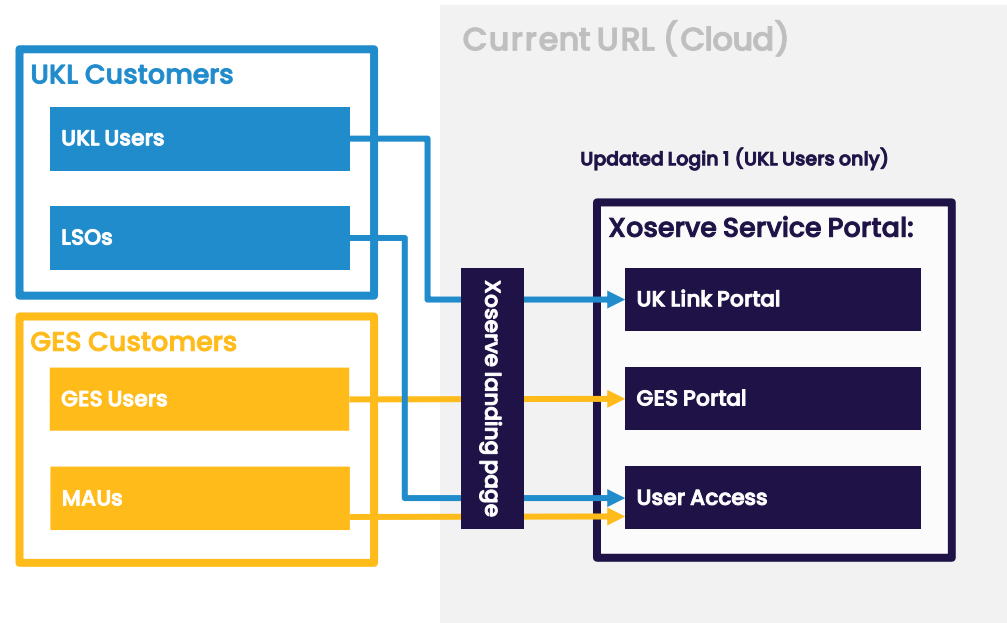 Current URL (Cloud)
UKL Customers
UKL Users
LSOs
GES Customers
GES Users
MAUs
Xoserve landing page
Updated Login 1 (UKL Users only)
Xoserve Service Portal:
UK Link Portal
GES Portal
User Access